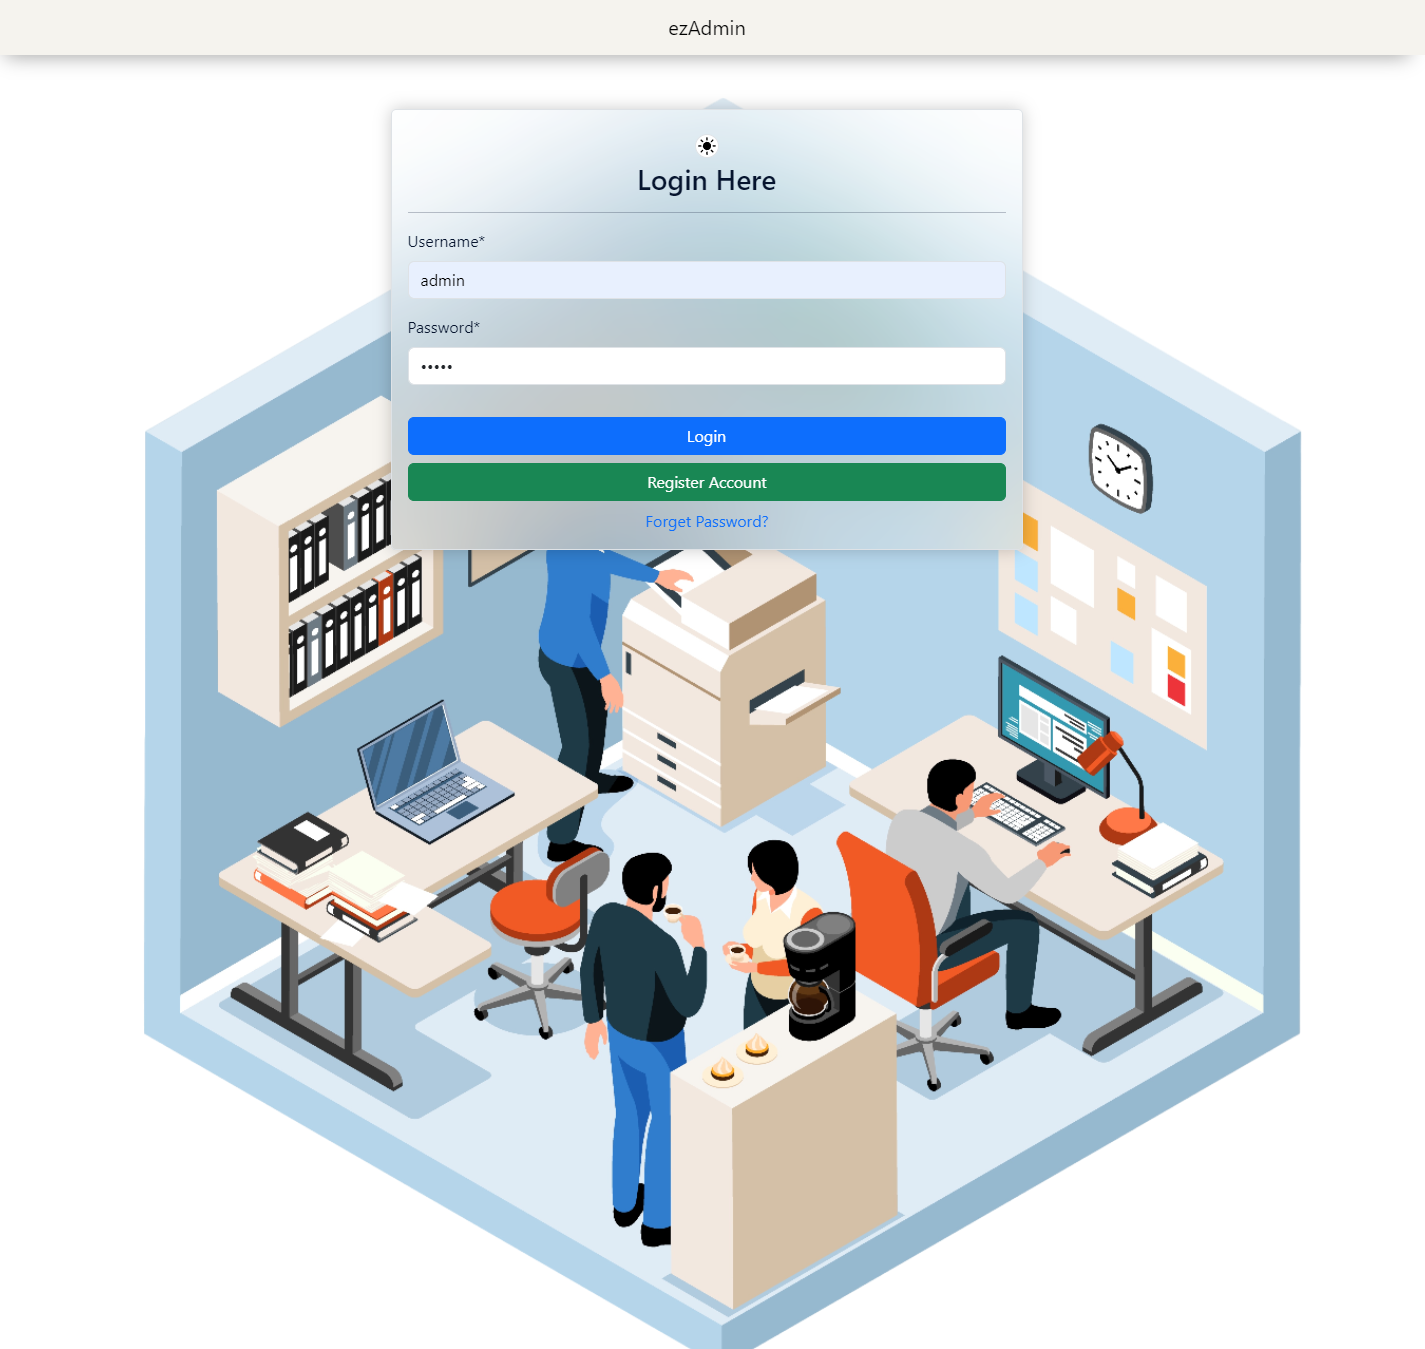 ezAdmin
Login Here
Username*
admin
Password*
•••••
Login
Register Account
Forget Password?